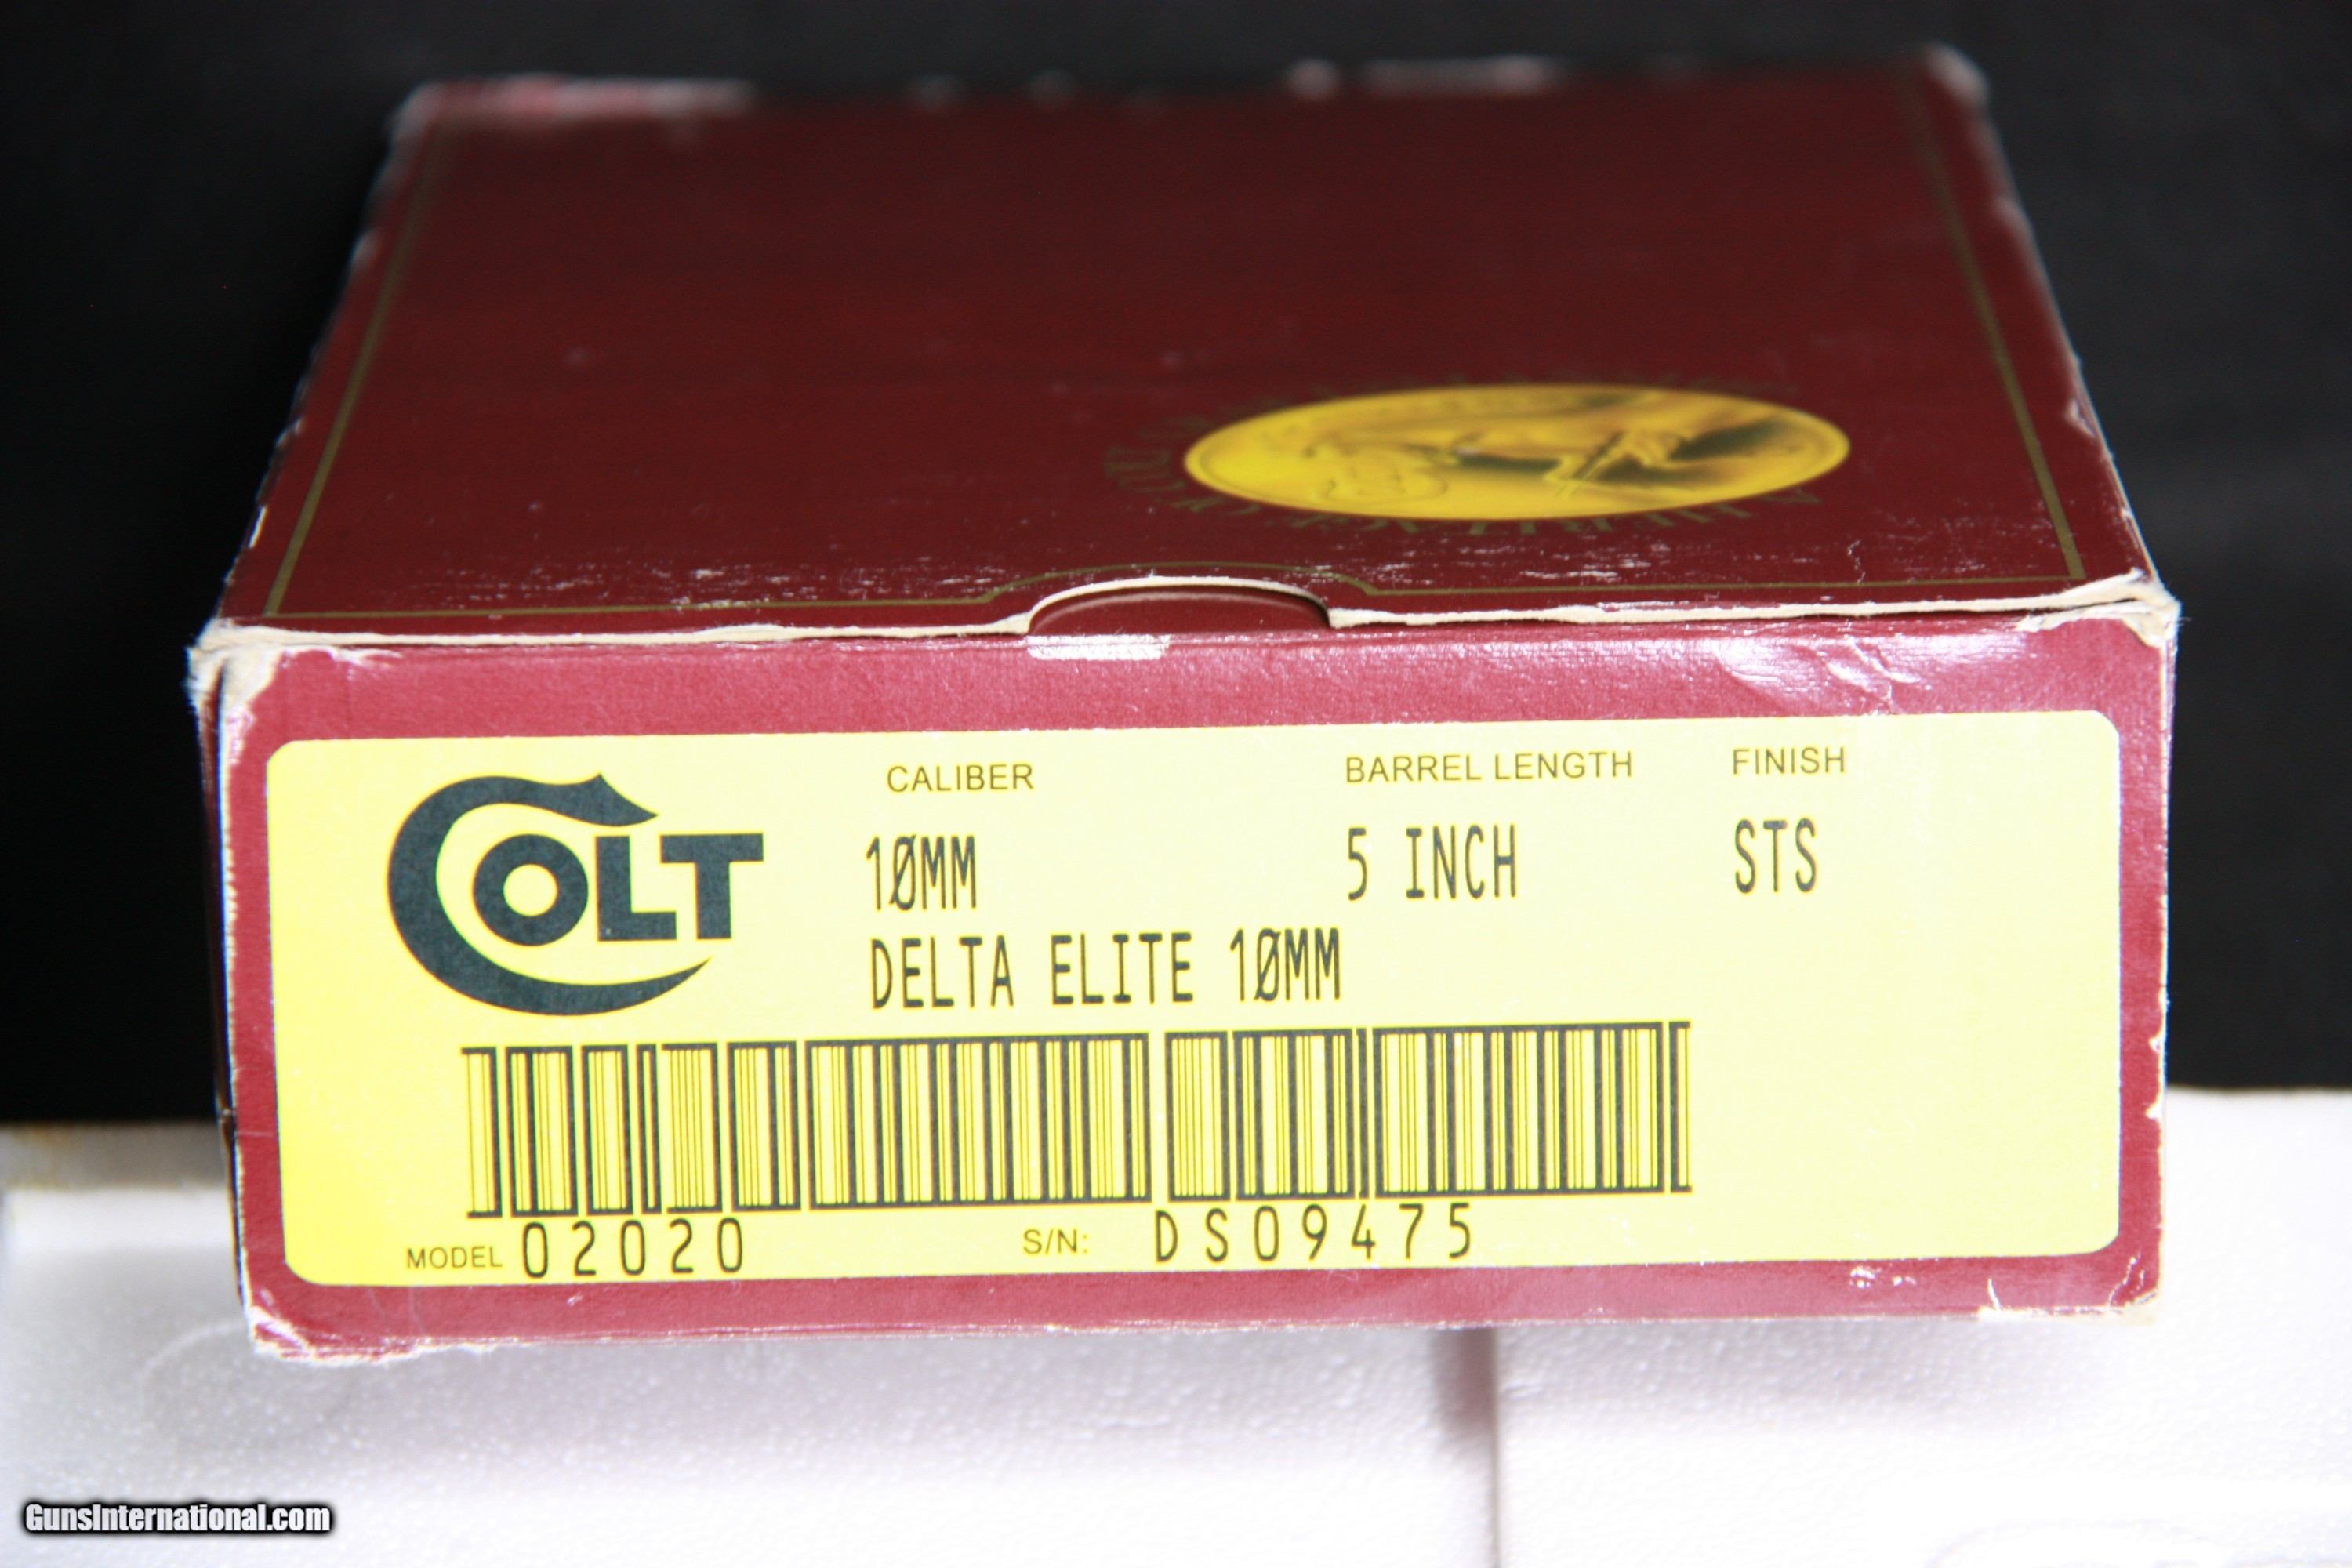 CALIBER BARREL LENGTH FINISH
COLT
10MM 5 INCH STS
DELTA ELITE 10MM
MODEL 02020 S/N: DS09475
GunsInternational.com